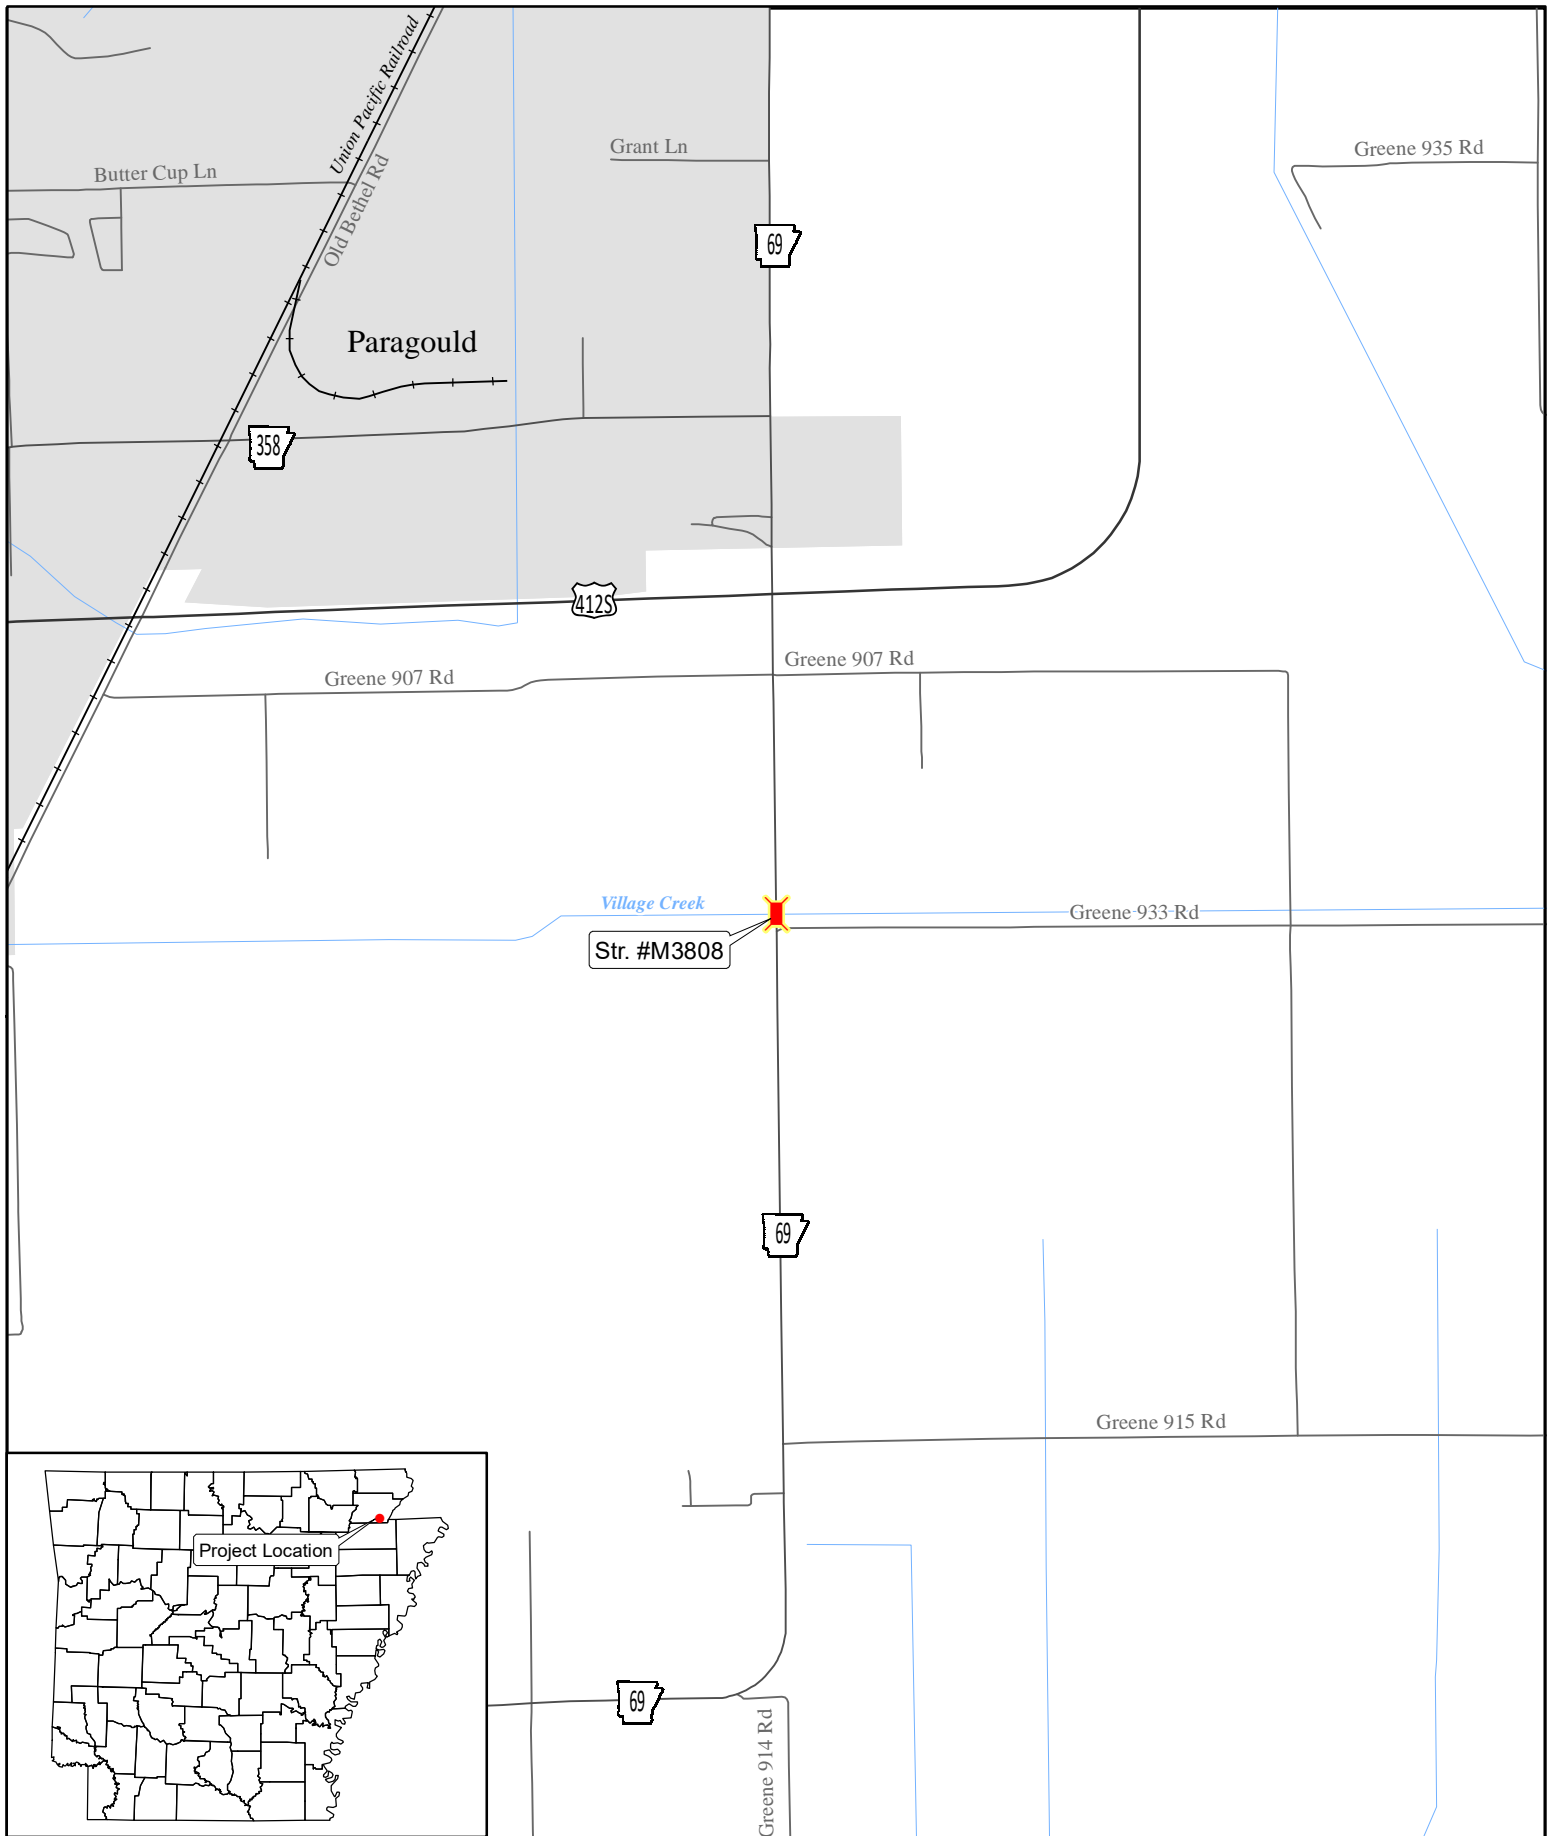 Union Pacific Railroad
Grant Ln
Greene 935 Rd
Butter Cup Ln
Old Bethel Rd
69
Paragould
358
412S
Greene 907 Rd
Greene 907 Rd
Village Creek
Greene 933 Rd
Str. #M3808
69
Greene 915 Rd
Project Location
69
Greene 914 Rd